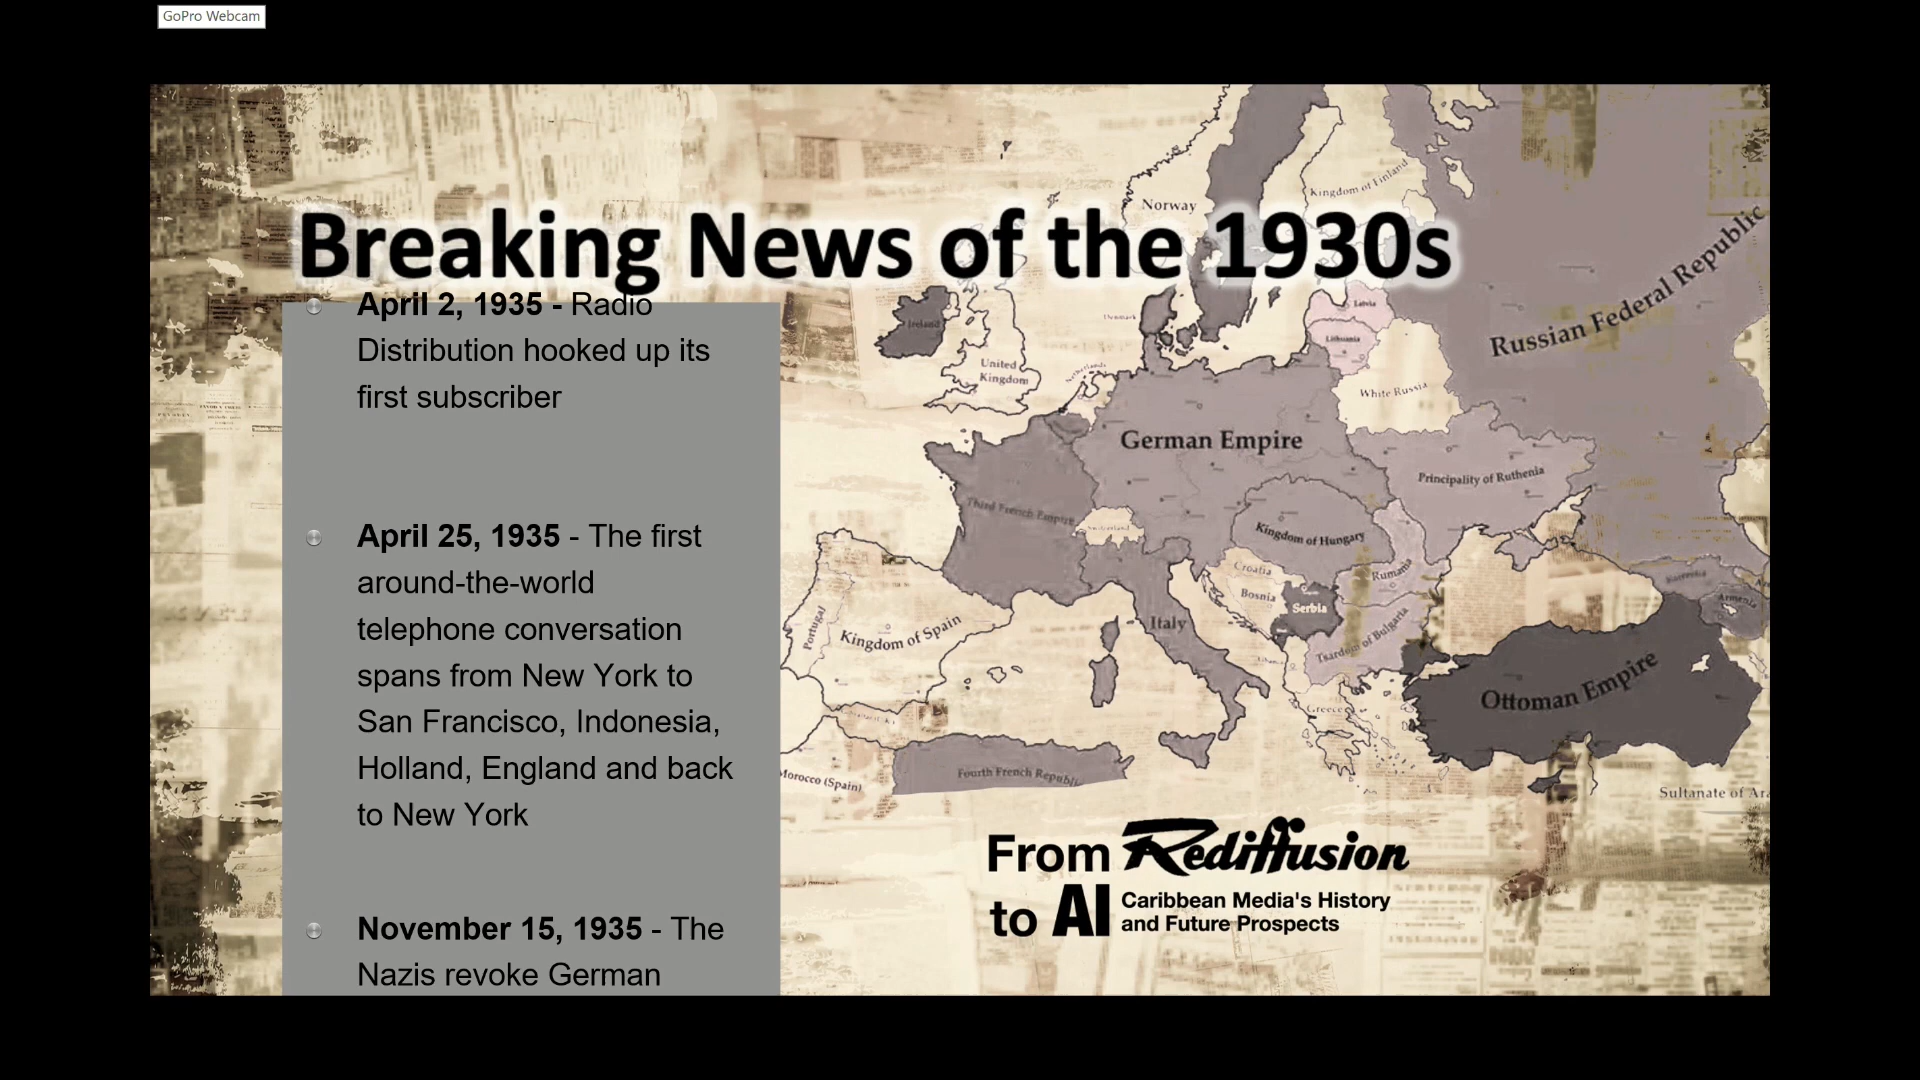 GoPro Webcam
Breaking News of the 1930s
April 2, 1935 - Radio
Distribution hooked up its
first subscriber
April 25, 1935 - The first
around-the-world
telephone conversation
spans from New York to
San Francisco, Indonesia,
Holland, England and back
to New York
November 15, 1935 - The
Nazis revoke German
Norway
Kingdom of Finland
Russian Federal Republic
Latvia
Lithuania
White Russia
Ireland
United
Kingdom
Netherlands
Denmark
German Empire
Principality of Ruthenia
Third French Empire
Switzerland
Kingdom of Hungary
Croatia
Bosnia
Serbia
Rumania
Tsardom of Bulgaria
Armenia
Portugal
Kingdom of Spain
Italy
Greece
Ottoman Empire
Morocco (Spain)
Fourth French Republic
Sultanate of Ara
From Rediffusion
to AI Caribbean Media's History
and Future Prospects